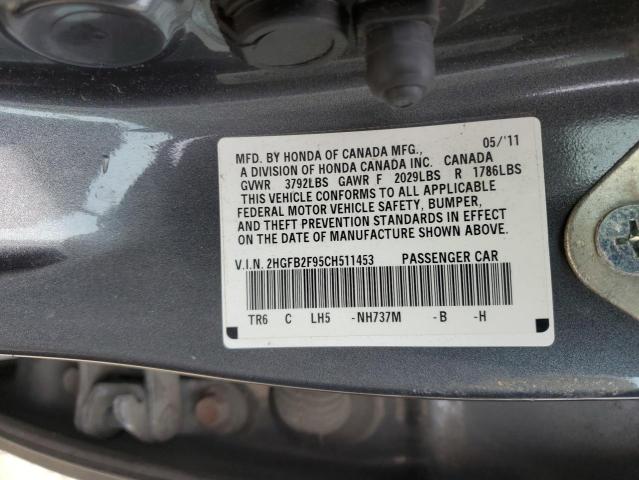 MFD. BY HONDA OF CANADA MFG., 05/'11
A DIVISION OF HONDA CANADA INC. CANADA
GVWR 3792LBS GAWR F 2029LBS R 1786LBS
THIS VEHICLE CONFORMS TO ALL APPLICABLE
FEDERAL MOTOR VEHICLE SAFETY, BUMPER,
AND THEFT PREVENTION STANDARDS IN EFFECT
ON THE DATE OF MANUFACTURE SHOWN ABOVE.
V.I.N. 2HGFB2F95CH511453 PASSENGER CAR
TR6 C LH5 -NH737M -B -H